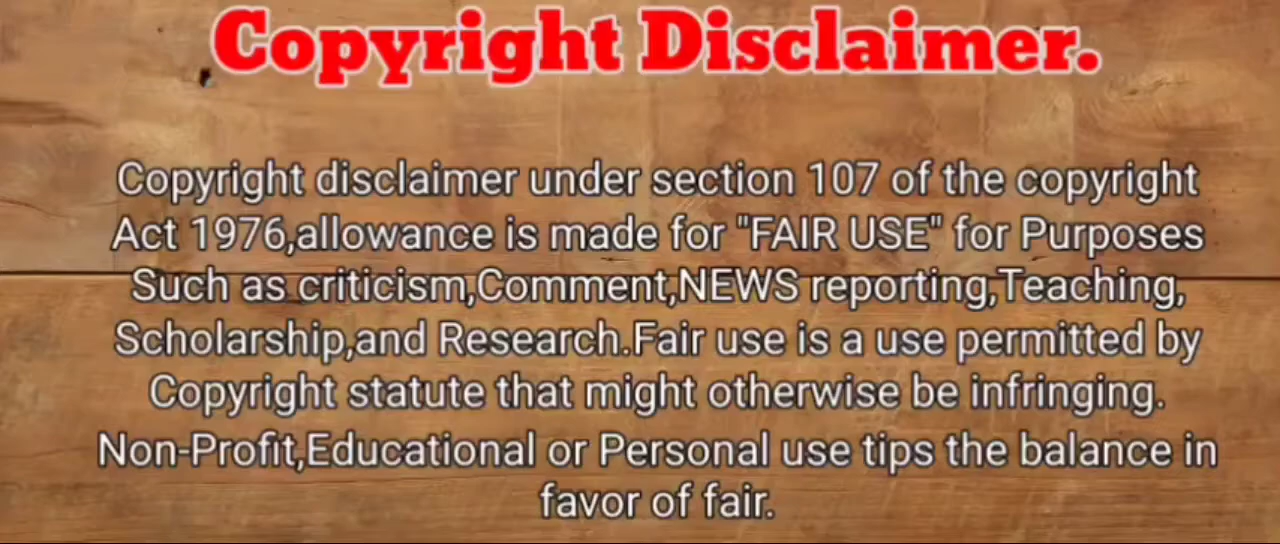 Copyright Disclaimer.
Copyright disclaimer under section 107 of the copyright
Act 1976,allowance is made for "FAIR USE" for Purposes
Such as criticism,Comment,NEWS reporting,Teaching,
Scholarship,and Research.Fair use is a use permitted by
Copyright statute that might otherwise be infringing.
Non-Profit,Educational or Personal use tips the balance in
favor of fair.